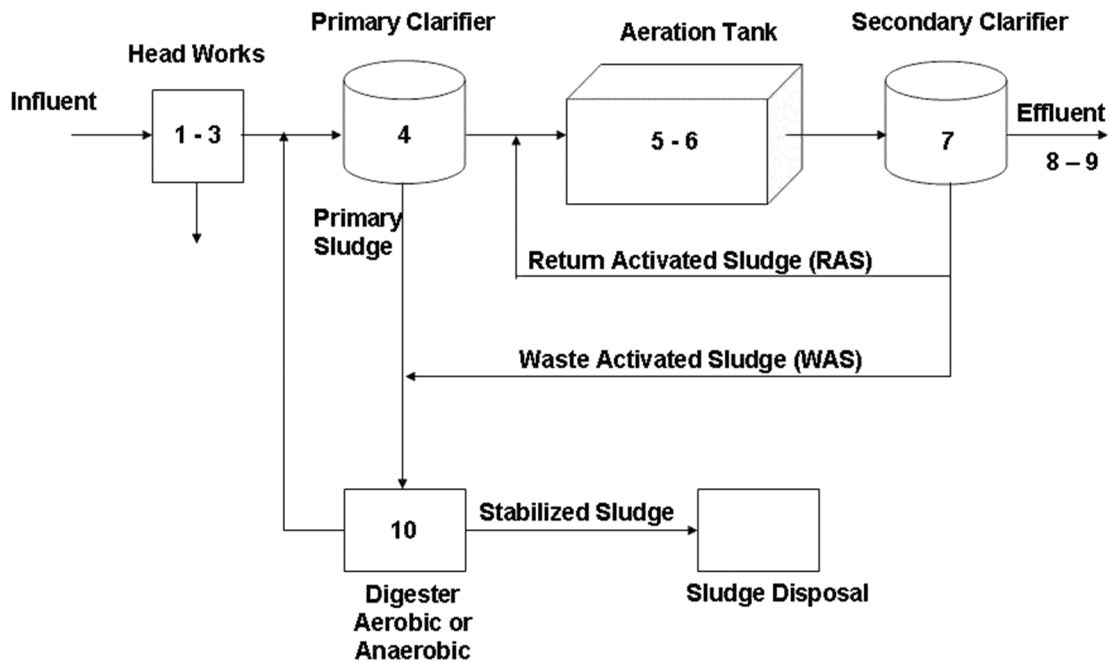 Primary Clarifier
Aeration Tank
Secondary Clarifier
Head Works
Influent
1 - 3
4
5 - 6
7
Effluent
8 – 9
Primary
Sludge
Return Activated Sludge (RAS)
Waste Activated Sludge (WAS)
10
Stabilized Sludge
Digester
Aerobic or
Anaerobic
Sludge Disposal